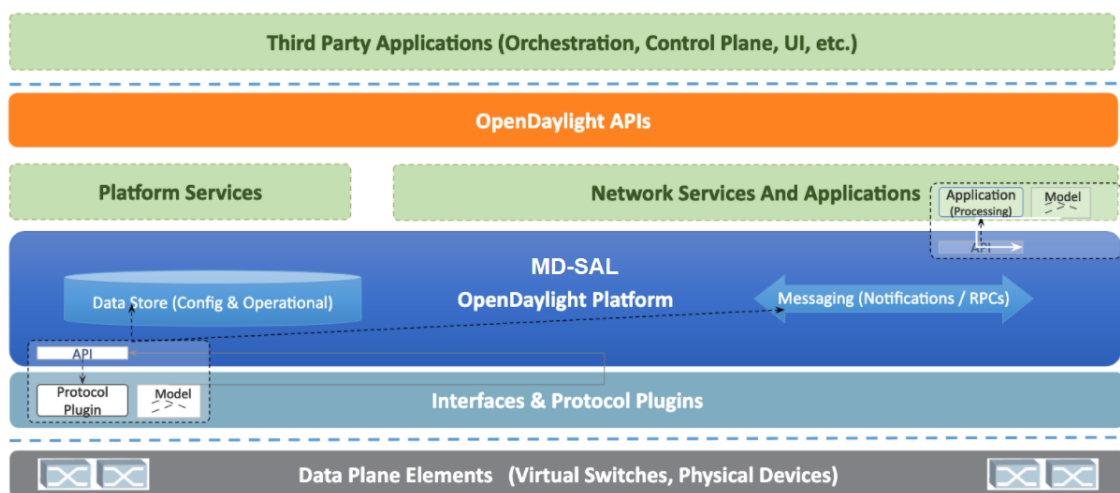 Third Party Applications (Orchestration, Control Plane, UI, etc.)
OpenDaylight APIs
Platform Services
Network Services And Applications
Application
(Processing)
Model
API
MD-SAL
OpenDaylight Platform
Data Store (Config & Operational)
Messaging (Notifications / RPCs)
API
Protocol
Plugin
Model
Interfaces & Protocol Plugins
Data Plane Elements (Virtual Switches, Physical Devices)